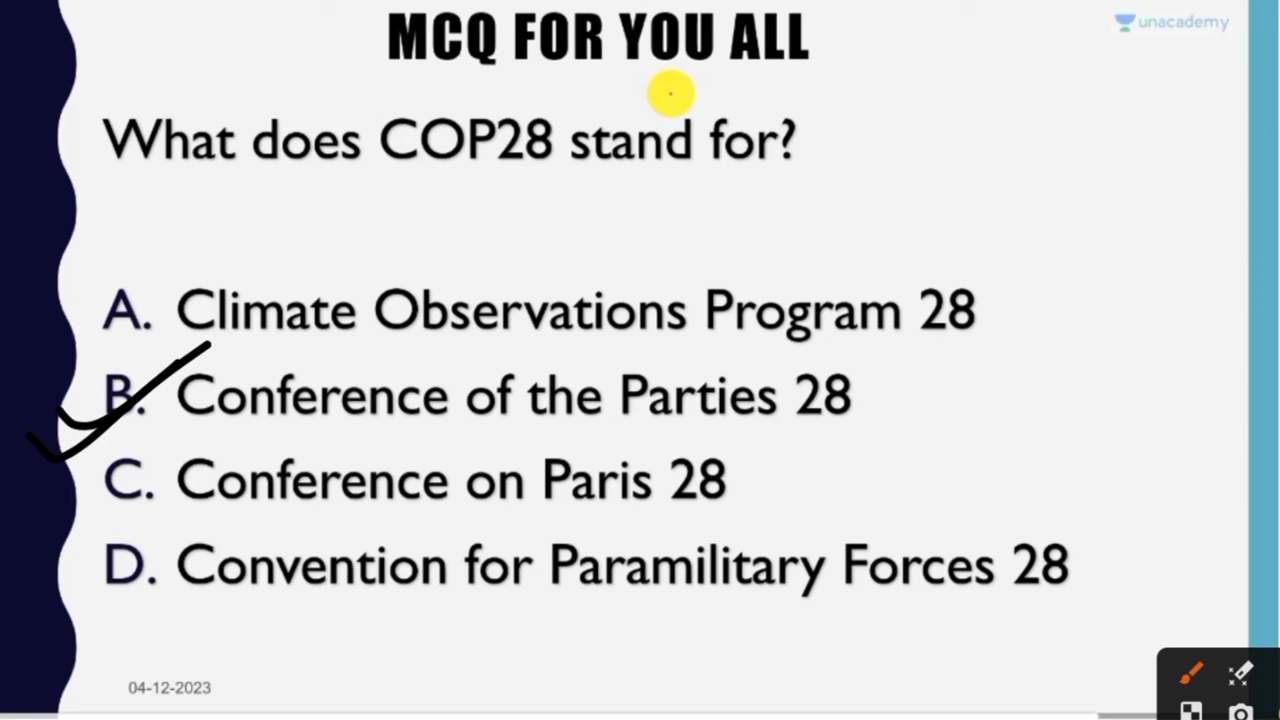 MCQ FOR YOU ALL
unacademy
What does COP28 stand for?
A. Climate Observations Program 28
B. Conference of the Parties 28
C. Conference on Paris 28
D. Convention for Paramilitary Forces 28
04-12-2023